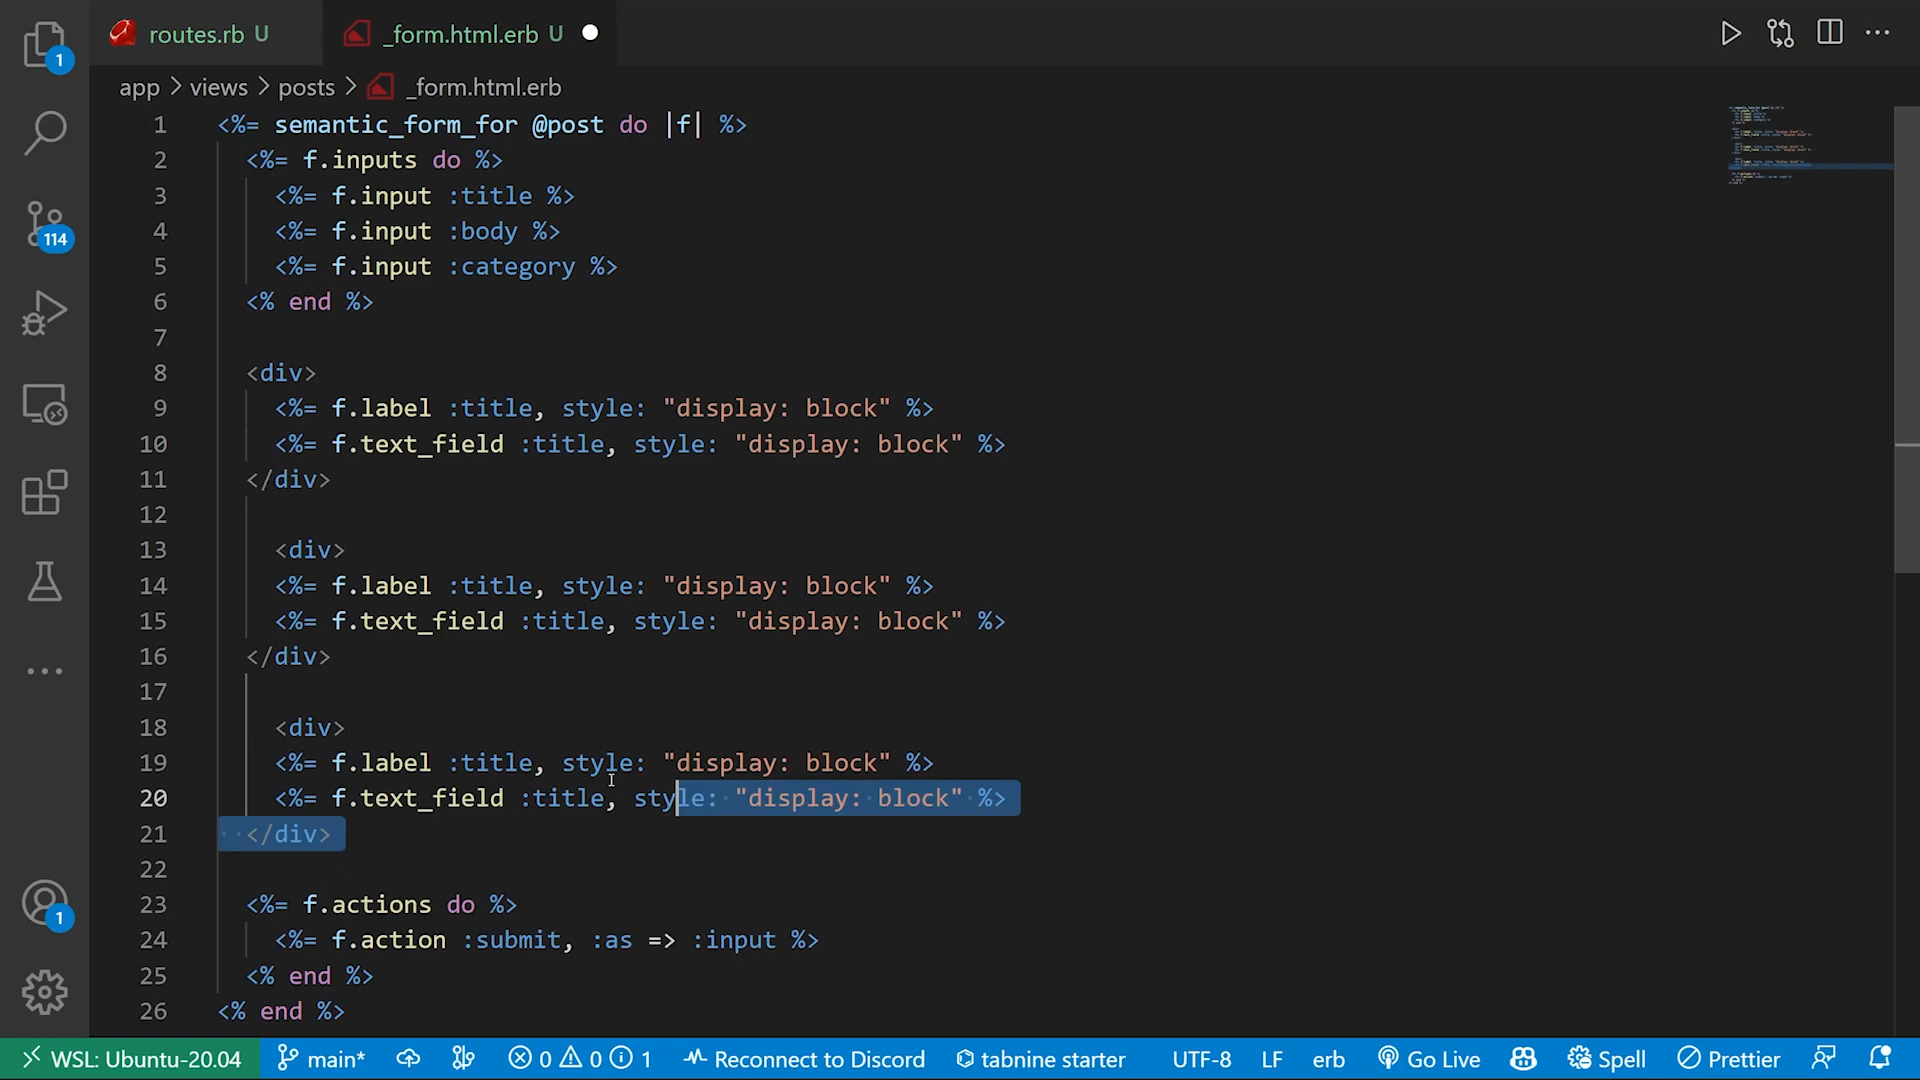 routes.rb U
_form.html.erb U
app > views > posts > _form.html.erb
1 <%= semantic_form_for @post do |f| %>
2 <%= f.inputs do %>
3 <%= f.input :title %>
4 <%= f.input :body %>
5 <%= f.input :category %>
6 <% end %>
7
8 <div>
9 <%= f.label :title, style: "display: block" %>
10 <%= f.text_field :title, style: "display: block" %>
11 </div>
12
13 <div>
14 <%= f.label :title, style: "display: block" %>
15 <%= f.text_field :title, style: "display: block" %>
16 </div>
17
18 <div>
19 <%= f.label :title, style: "display: block" %>
20 <%= f.text_field :title, style: "display: block" %>
21 </div>
22
23 <%= f.actions do %>
24 <%= f.action :submit, :as => :input %>
25 <% end %>
26 <% end %>
1
114
1
WSL: Ubuntu-20.04 main* 0 0 1 Reconnect to Discord tabnine starter UTF-8 LF erb Go Live Spell Prettier